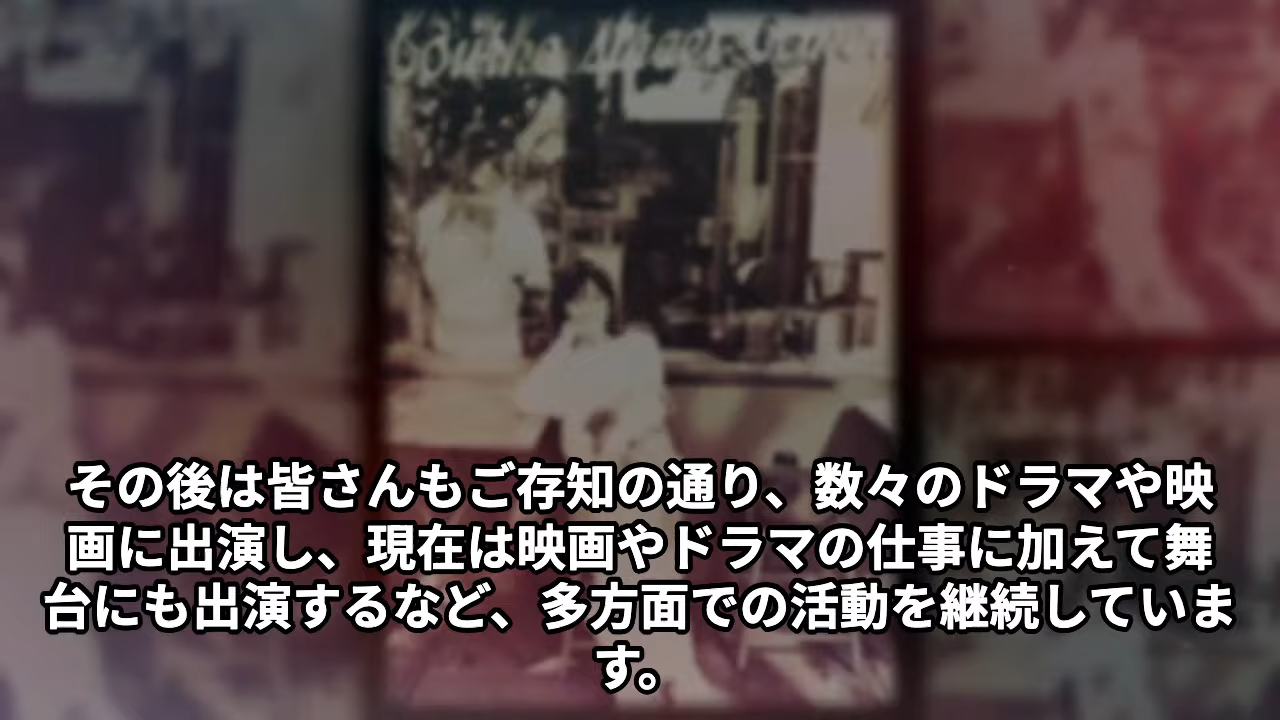 その後は皆さんもご存知の通り、数々のドラマや映
画に出演し、現在は映画やドラマの仕事に加えて舞
台にも出演するなど、多方面での活動を継続していま
す。